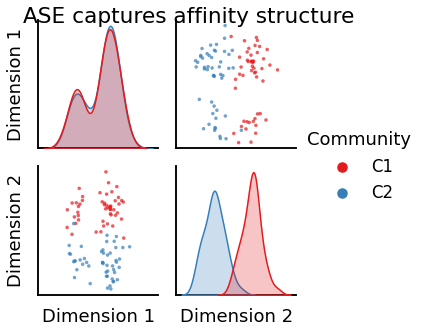 ASE captures affinity structure
Dimension 1
Community
C1
C2
Dimension 2
Dimension 1
Dimension 2